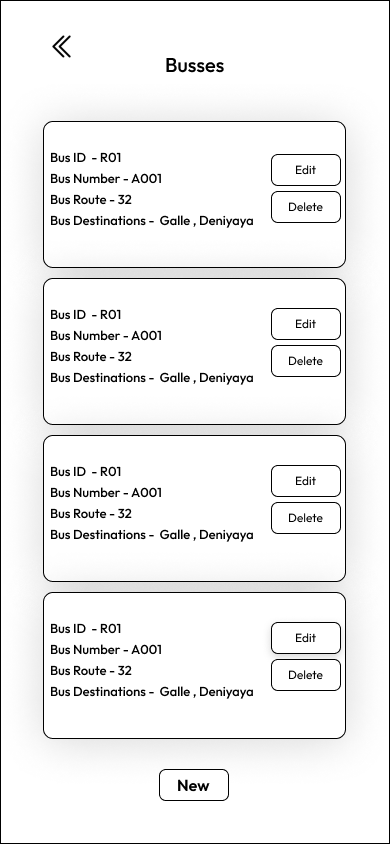 Busses
Bus ID  - R01
Edit
Bus Number - A001
Bus Route - 32
Delete
Bus Destinations -  Galle , Deniyaya
Bus ID  - R01
Edit
Bus Number - A001
Bus Route - 32
Delete
Bus Destinations -  Galle , Deniyaya
Bus ID  - R01
Edit
Bus Number - A001
Bus Route - 32
Delete
Bus Destinations -  Galle , Deniyaya
Bus ID  - R01
Edit
Bus Number - A001
Bus Route - 32
Delete
Bus Destinations -  Galle , Deniyaya
New